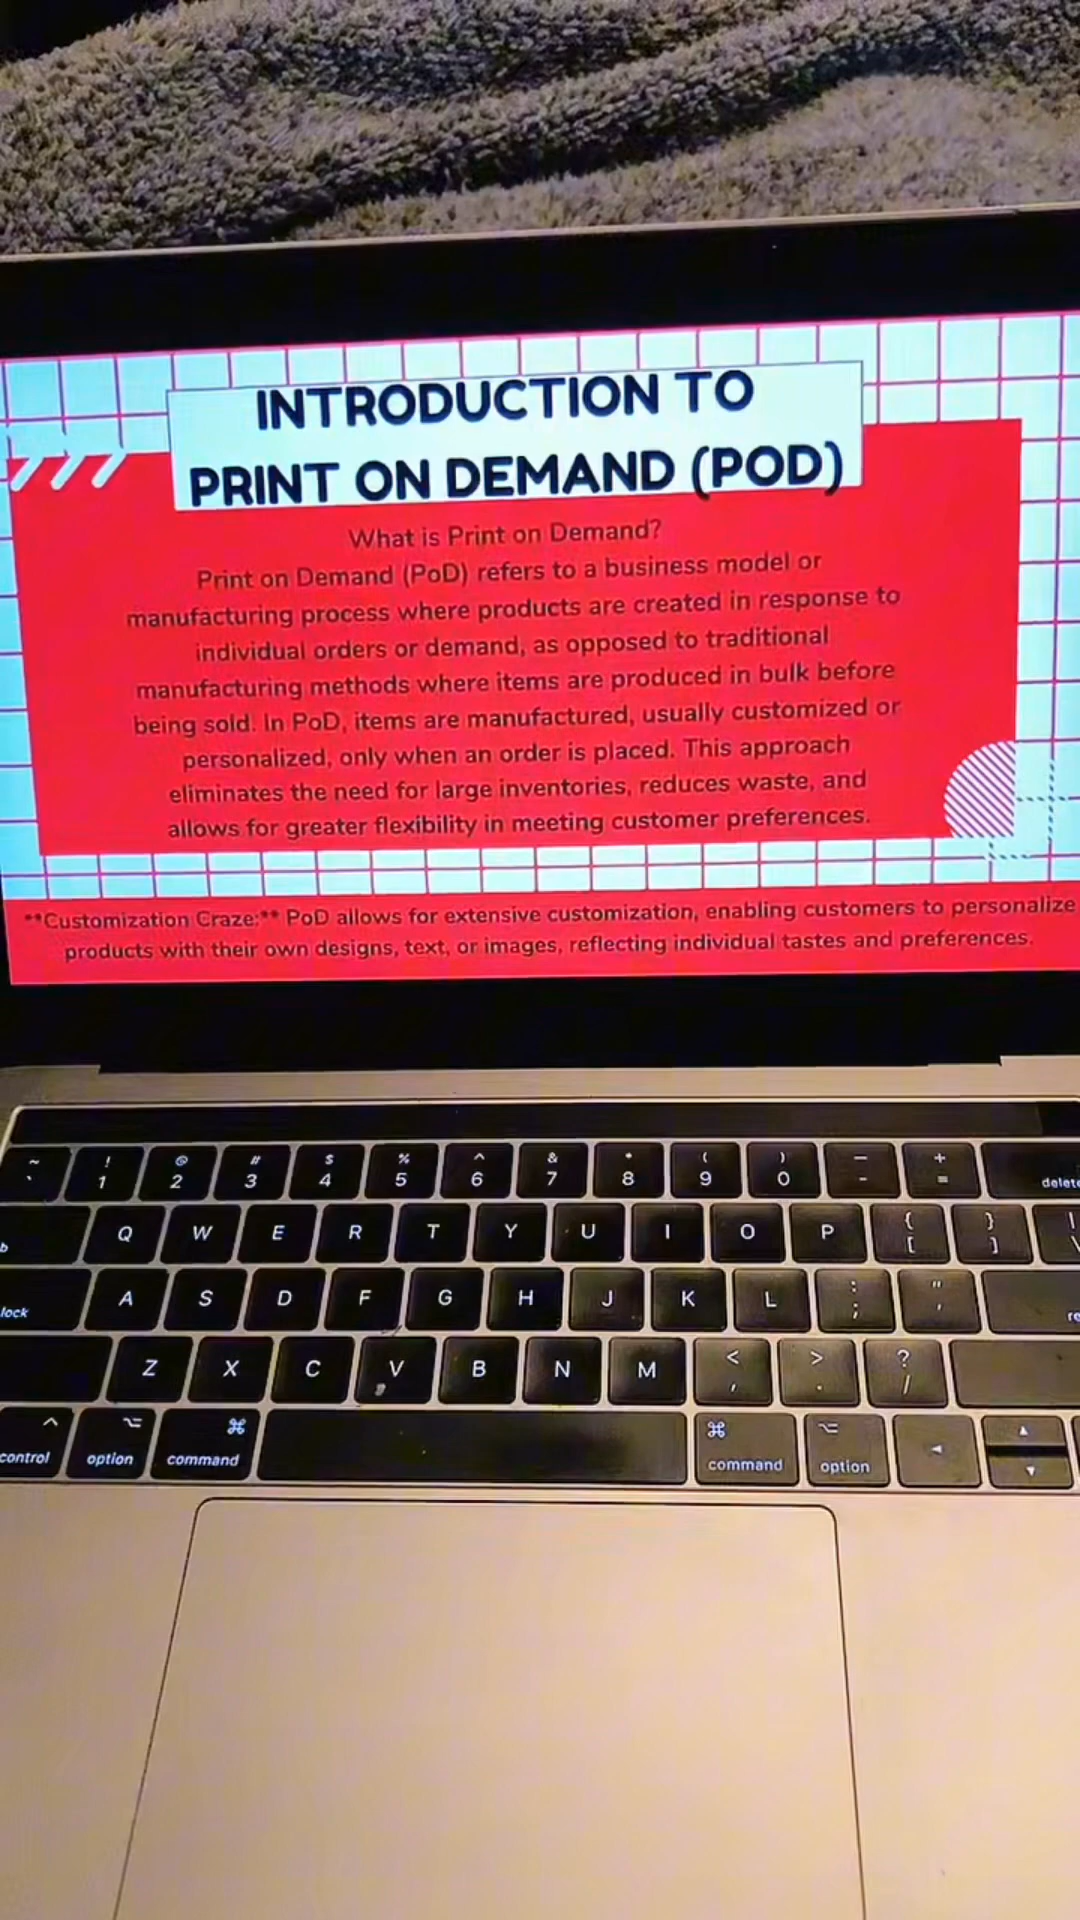 INTRODUCTION TO
PRINT ON DEMAND (POD)
What is Print on Demand?
Print on Demand (PoD) refers to a business model or
manufacturing process where products are created in response to
individual orders or demand, as opposed to traditional
manufacturing methods where items are produced in bulk before
being sold. In PoD, items are manufactured, usually customized or
personalized, only when an order is placed. This approach
eliminates the need for large inventories, reduces waste, and
allows for greater flexibility in meeting customer preferences.
**Customization Craze:** PoD allows for extensive customization, enabling customers to personalize
products with their own designs, text, or images, reflecting individual tastes and preferences.
~ ! @ # $ % ^ & * ( ) — +
` 1 2 3 4 5 6 7 8 9 0 - = delete
b Q W E R T Y U I O P { } |
[ ] \
lock A S D F G H J K L : "
; ' re
Z X C V B N M < > ?
, . /
^ ⌥ ⌘ ⌘ ⌥
control option command command option ◄ ▲ ▼